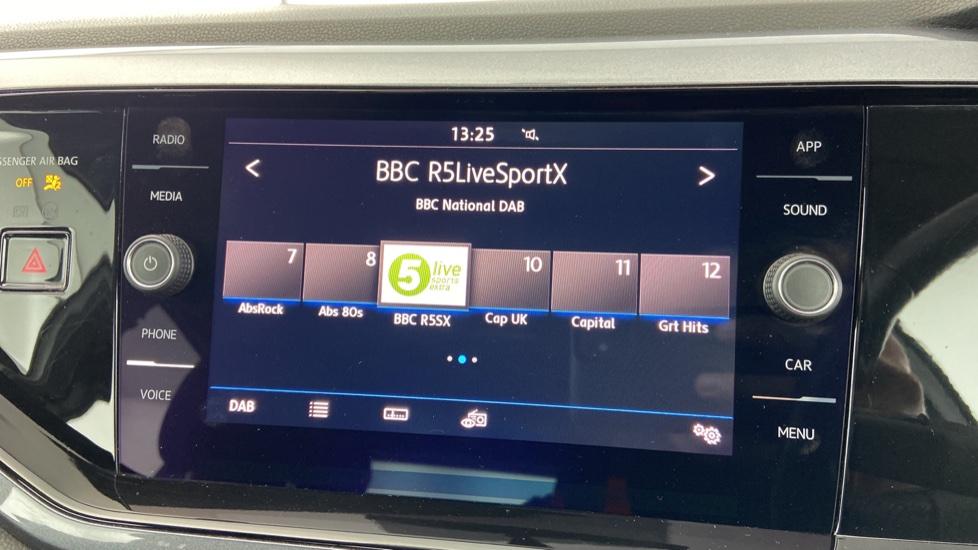 RADIO
MEDIA
PHONE
VOICE
PASSENGER AIR BAG
OFF
13:25
< BBC R5LiveSportX >
BBC National DAB
7
8
5 live
sports
extra
10
11
12
AbsRock
Abs 80s
BBC R5SX
Cap UK
Capital
Grt Hits
DAB
APP
SOUND
CAR
MENU